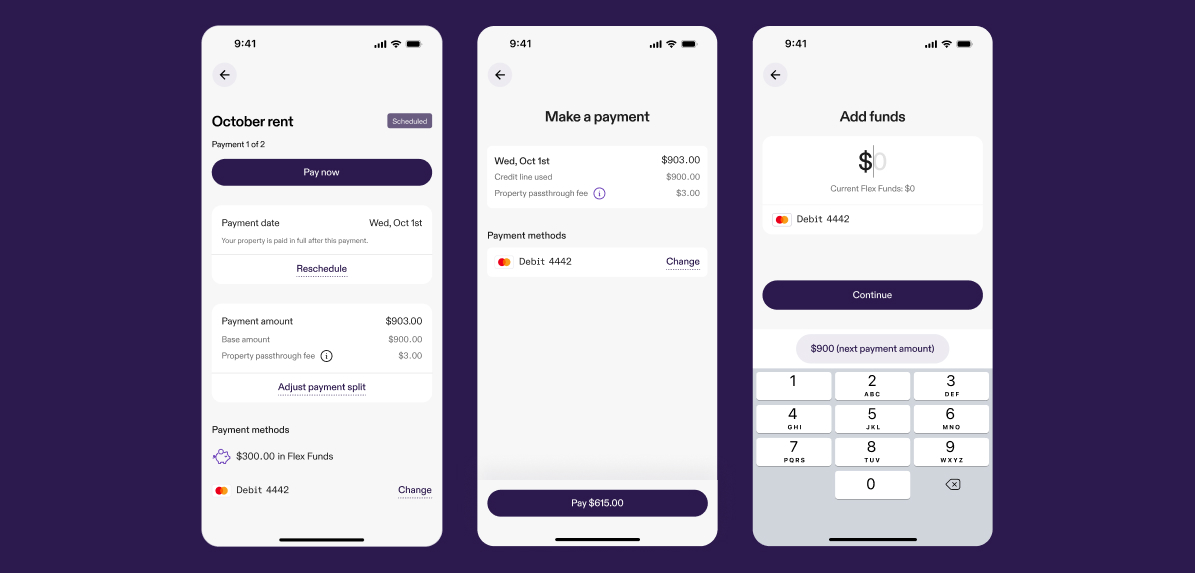 9:41
October rent
Scheduled
Payment 1 of 2
Pay now
Payment date Wed, Oct 1st
Your property is paid in full after this payment.
Reschedule
Payment amount $903.00
Base amount $900.00
Property passthrough fee i $3.00
Adjust payment split
Payment methods
$300.00 in Flex Funds
Debit 4442 Change
9:41
Make a payment
Wed, Oct 1st $903.00
Credit line used $900.00
Property passthrough fee i $3.00
Payment methods
Debit 4442 Change
Pay $615.00
9:41
Add funds
$0
Current Flex Funds: $0
Debit 4442
Continue
$900 (next payment amount)
1 2 3
ABC DEF
4 5 6
GHI JKL MNO
7 8 9
PQRS TUV WXYZ
0